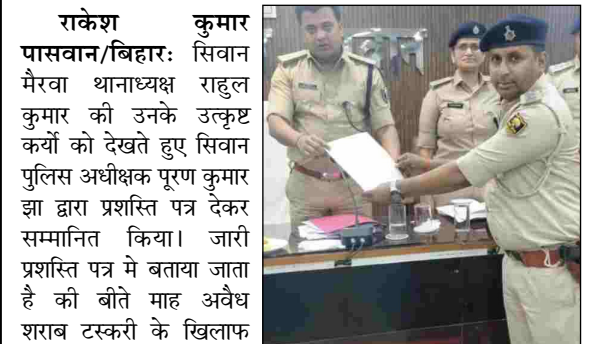 राकेश कुमार
पासवान/बिहारः सिवान
मैरवा थानाध्यक्ष राहुल
कुमार की उनके उत्कृष्ट
कर्यो को देखते हुए सिवान
पुलिस अधीक्षक पूरण कुमार
झा द्वारा प्रशस्ति पत्र देकर
सम्मानित किया। जारी
प्रशस्ति पत्र मे बताया जाता
है की बीते माह अवैध
शराब टस्करी के खिलाफ